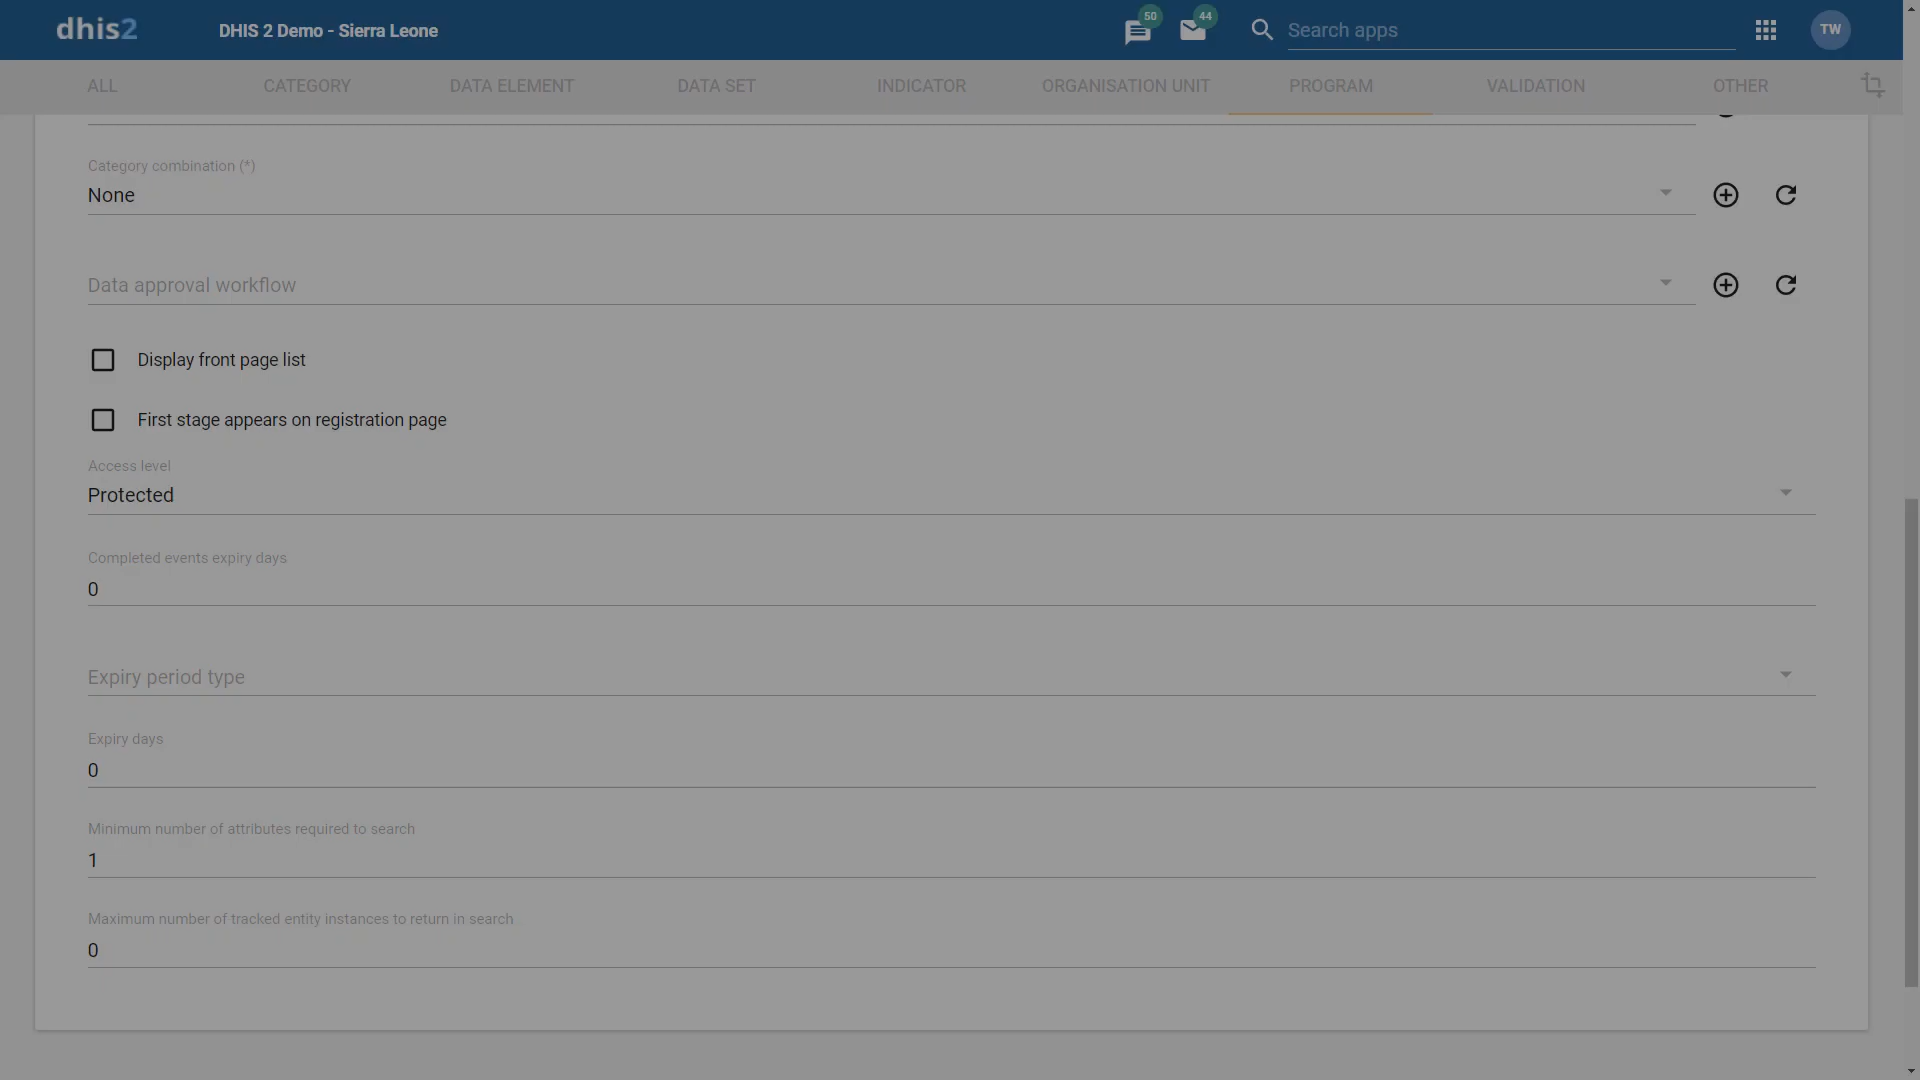 dhis2 DHIS 2 Demo - Sierra Leone 50 44 Search apps TW
ALL CATEGORY DATA ELEMENT DATA SET INDICATOR ORGANISATION UNIT PROGRAM VALIDATION OTHER
Category combination (*)
None
Data approval workflow
Display front page list
First stage appears on registration page
Access level
Protected
Completed events expiry days
0
Expiry period type
Expiry days
0
Minimum number of attributes required to search
1
Maximum number of tracked entity instances to return in search
0